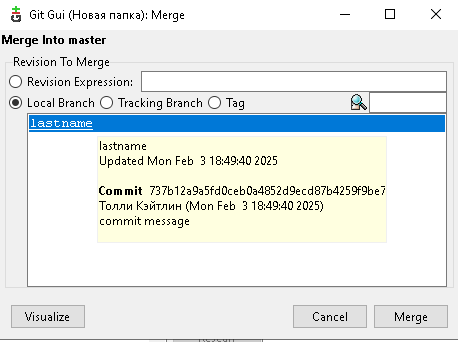 Git Gui (Новая папка): Merge
Merge Into master
Revision To Merge
Revision Expression:
Local Branch Tracking Branch Tag
lastname
lastname
Updated Mon Feb 3 18:49:40 2025
Commit 737b12a9a5fd0ceb0a4852d9ecd87b4259f9be7
Толли Кэйтлин (Mon Feb 3 18:49:40 2025)
commit message
Visualize Cancel Merge